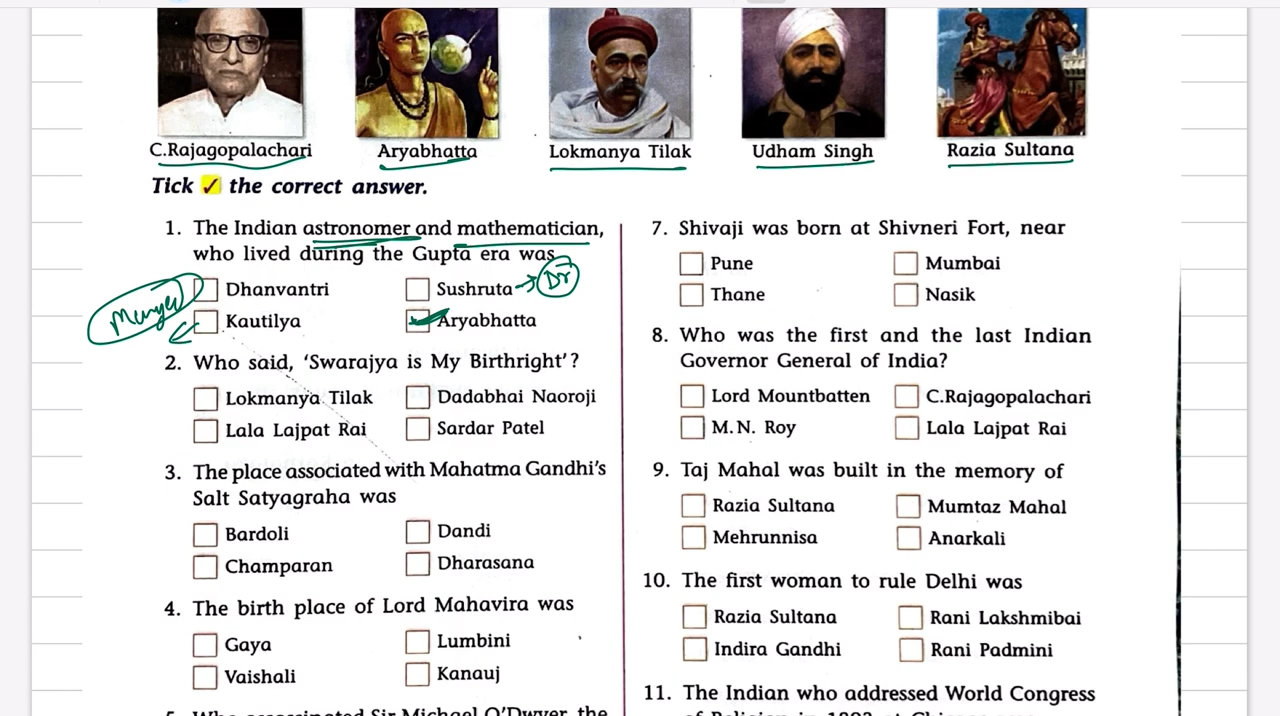 C.Rajagopalachari
Aryabhatta
Lokmanya Tilak
Udham Singh
Razia Sultana
Tick ✓ the correct answer.
1. The Indian astronomer and mathematician,
who lived during the Gupta era was
Dhanvantri
Sushruta → Dr
Kautilya
Aryabhatta
2. Who said, ‘Swarajya is My Birthright’?
Lokmanya Tilak
Dadabhai Naoroji
Lala Lajpat Rai
Sardar Patel
3. The place associated with Mahatma Gandhi’s
Salt Satyagraha was
Bardoli
Dandi
Champaran
Dharasana
4. The birth place of Lord Mahavira was
Gaya
Lumbini
Vaishali
Kanauj
7. Shivaji was born at Shivneri Fort, near
Pune
Mumbai
Thane
Nasik
8. Who was the first and the last Indian
Governor General of India?
Lord Mountbatten
C.Rajagopalachari
M.N. Roy
Lala Lajpat Rai
9. Taj Mahal was built in the memory of
Razia Sultana
Mumtaz Mahal
Mehrunnisa
Anarkali
10. The first woman to rule Delhi was
Razia Sultana
Rani Lakshmibai
Indira Gandhi
Rani Padmini
11. The Indian who addressed World Congress